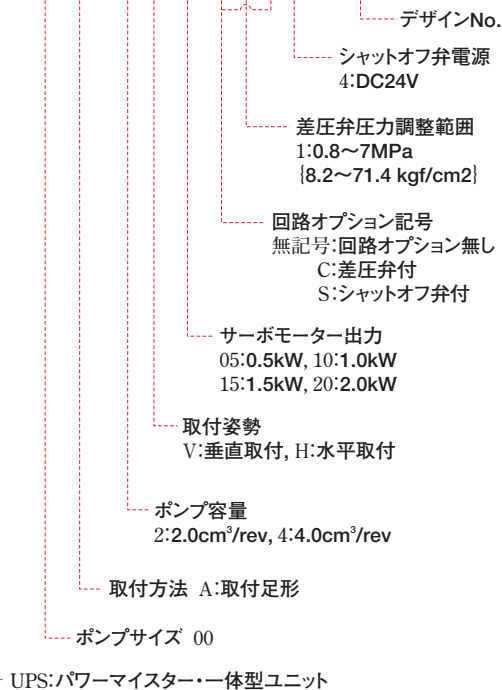 デザインNo.
シャットオフ弁電源
4:DC24V
差圧弁圧力調整範囲
1:0.8〜7MPa
{8.2〜71.4 kgf/cm2}
回路オプション記号
無記号:回路オプション無し
C:差圧弁付
S:シャットオフ弁付
サーボモーター出力
05:0.5kW, 10:1.0kW
15:1.5kW, 20:2.0kW
取付姿勢
V:垂直取付, H:水平取付
ポンプ容量
2:2.0cm³/rev, 4:4.0cm³/rev
取付方法 A:取付足形
ポンプサイズ 00
UPS:パワーマイスター・一体型ユニット